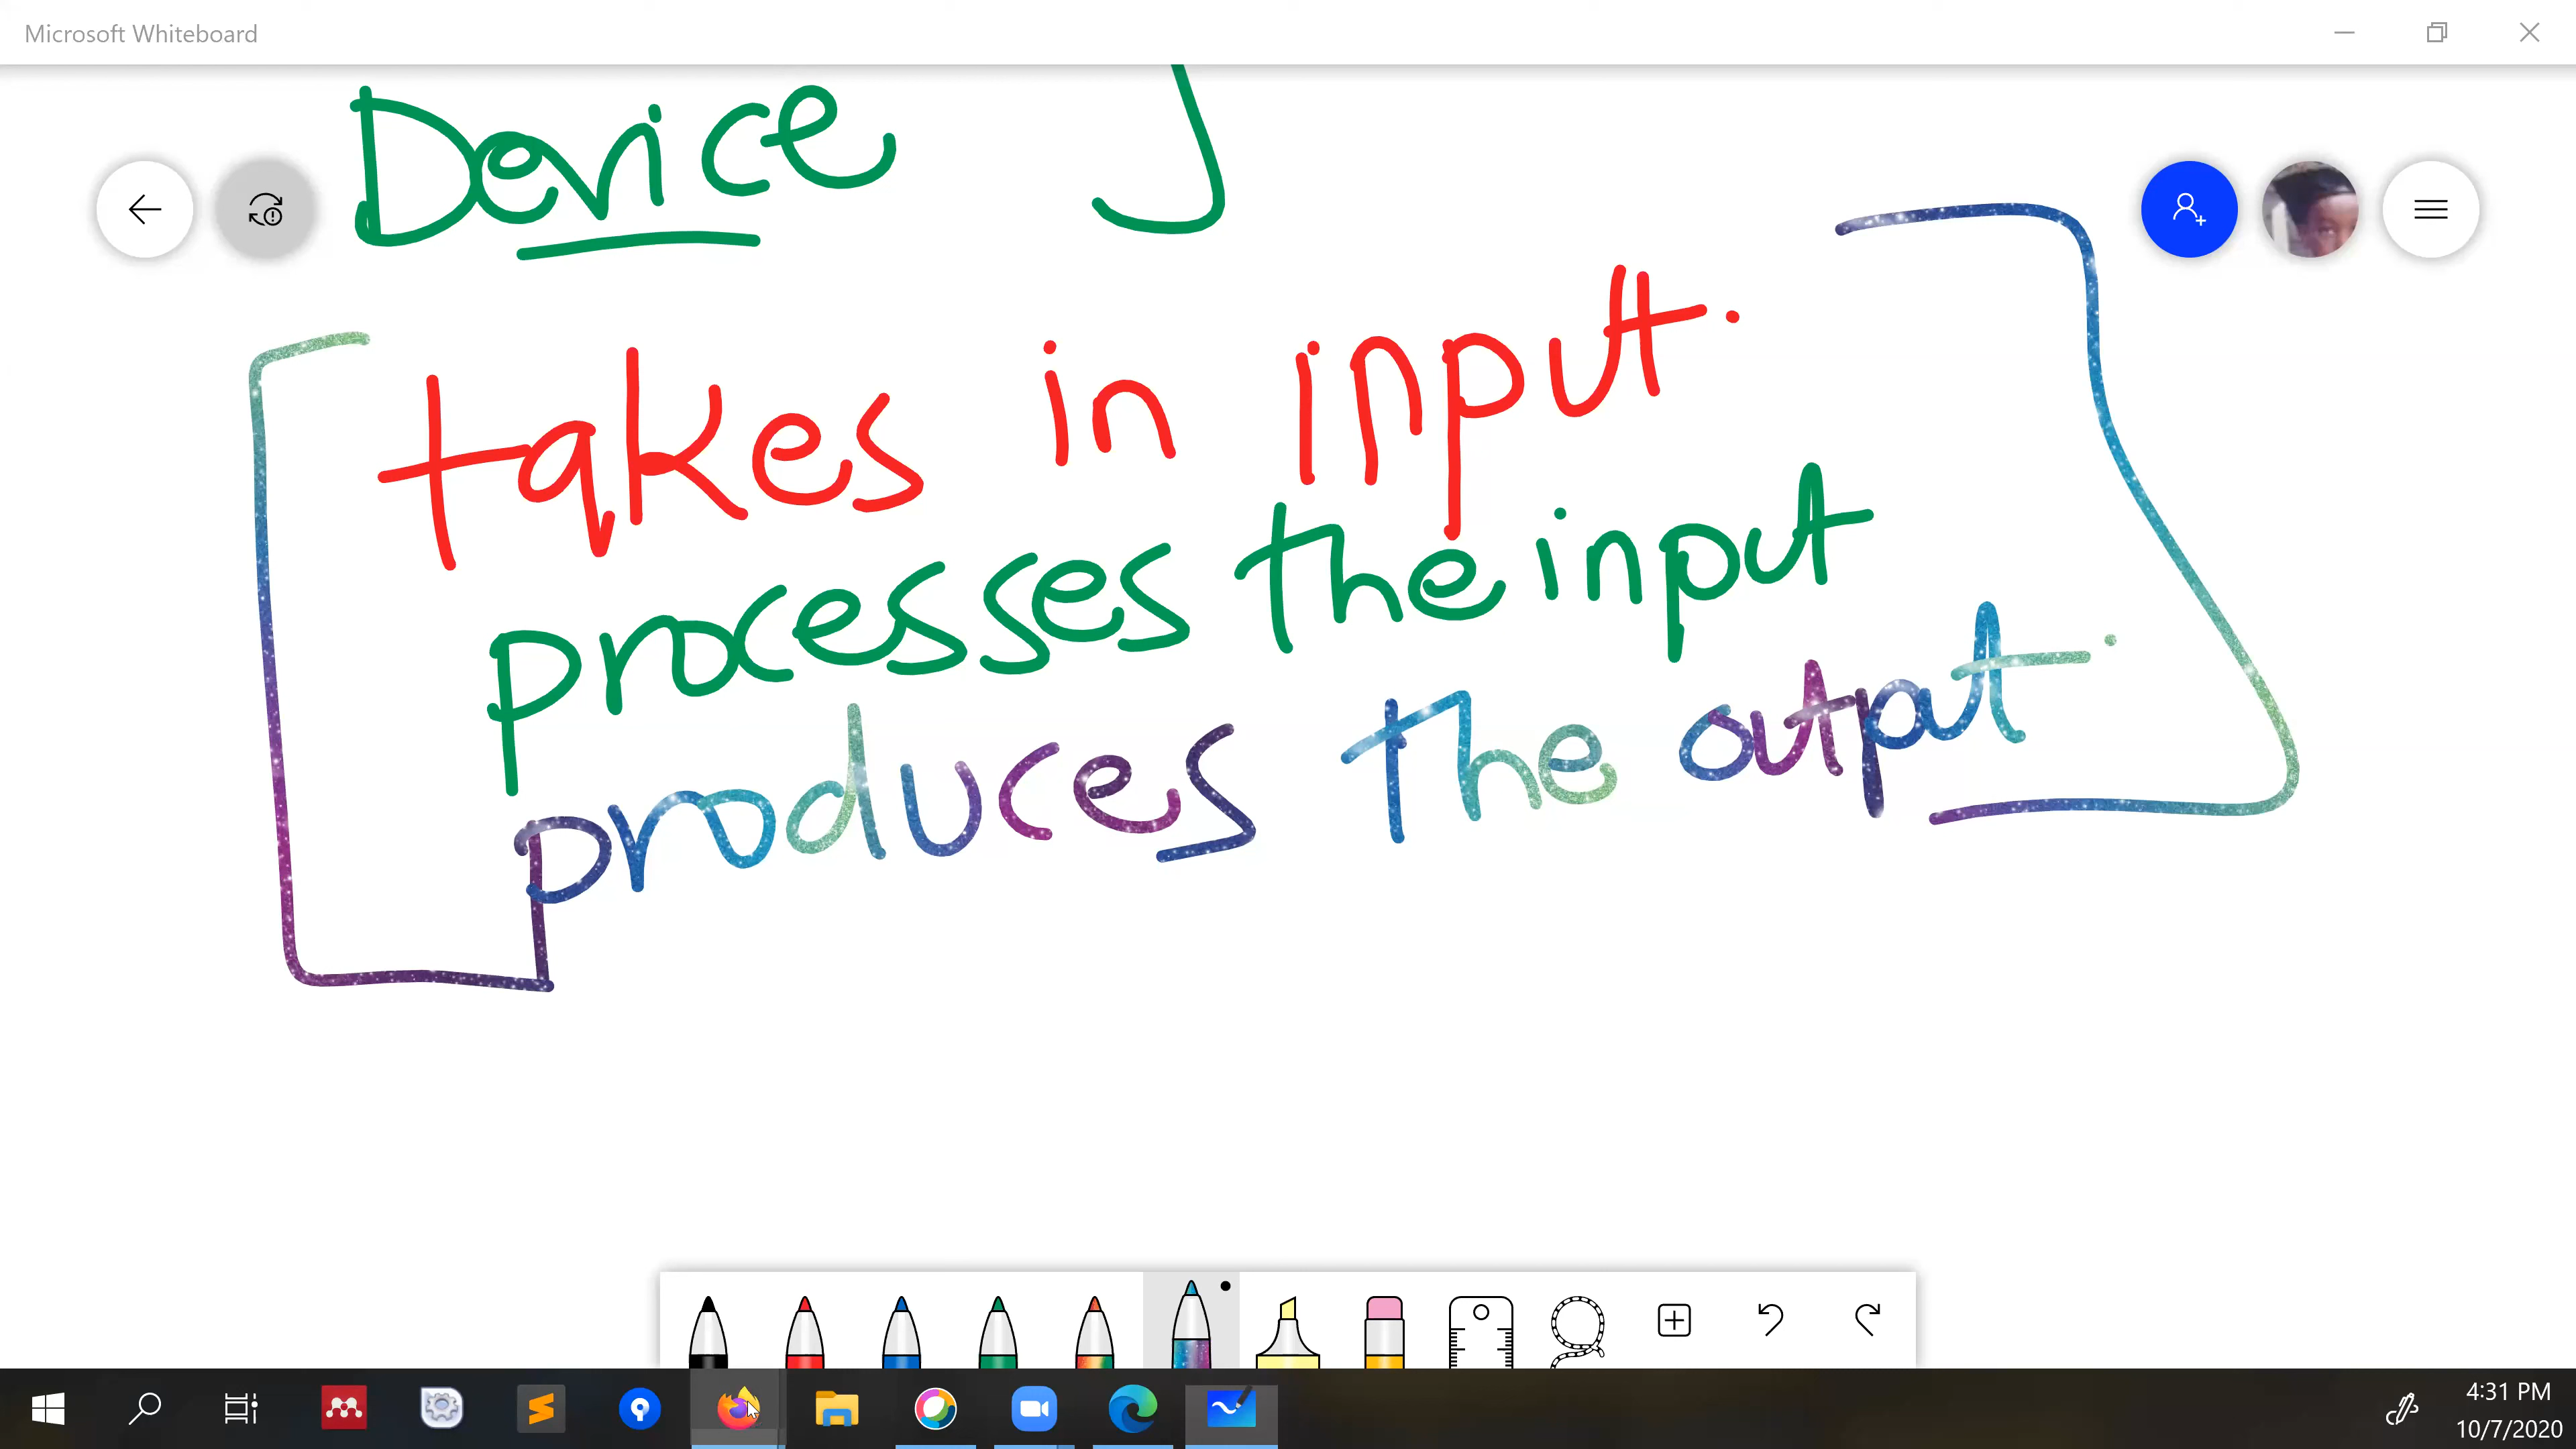 Microsoft Whiteboard
Device
takes in input.
processes the input
produces the output.
4:31 PM
10/7/2020